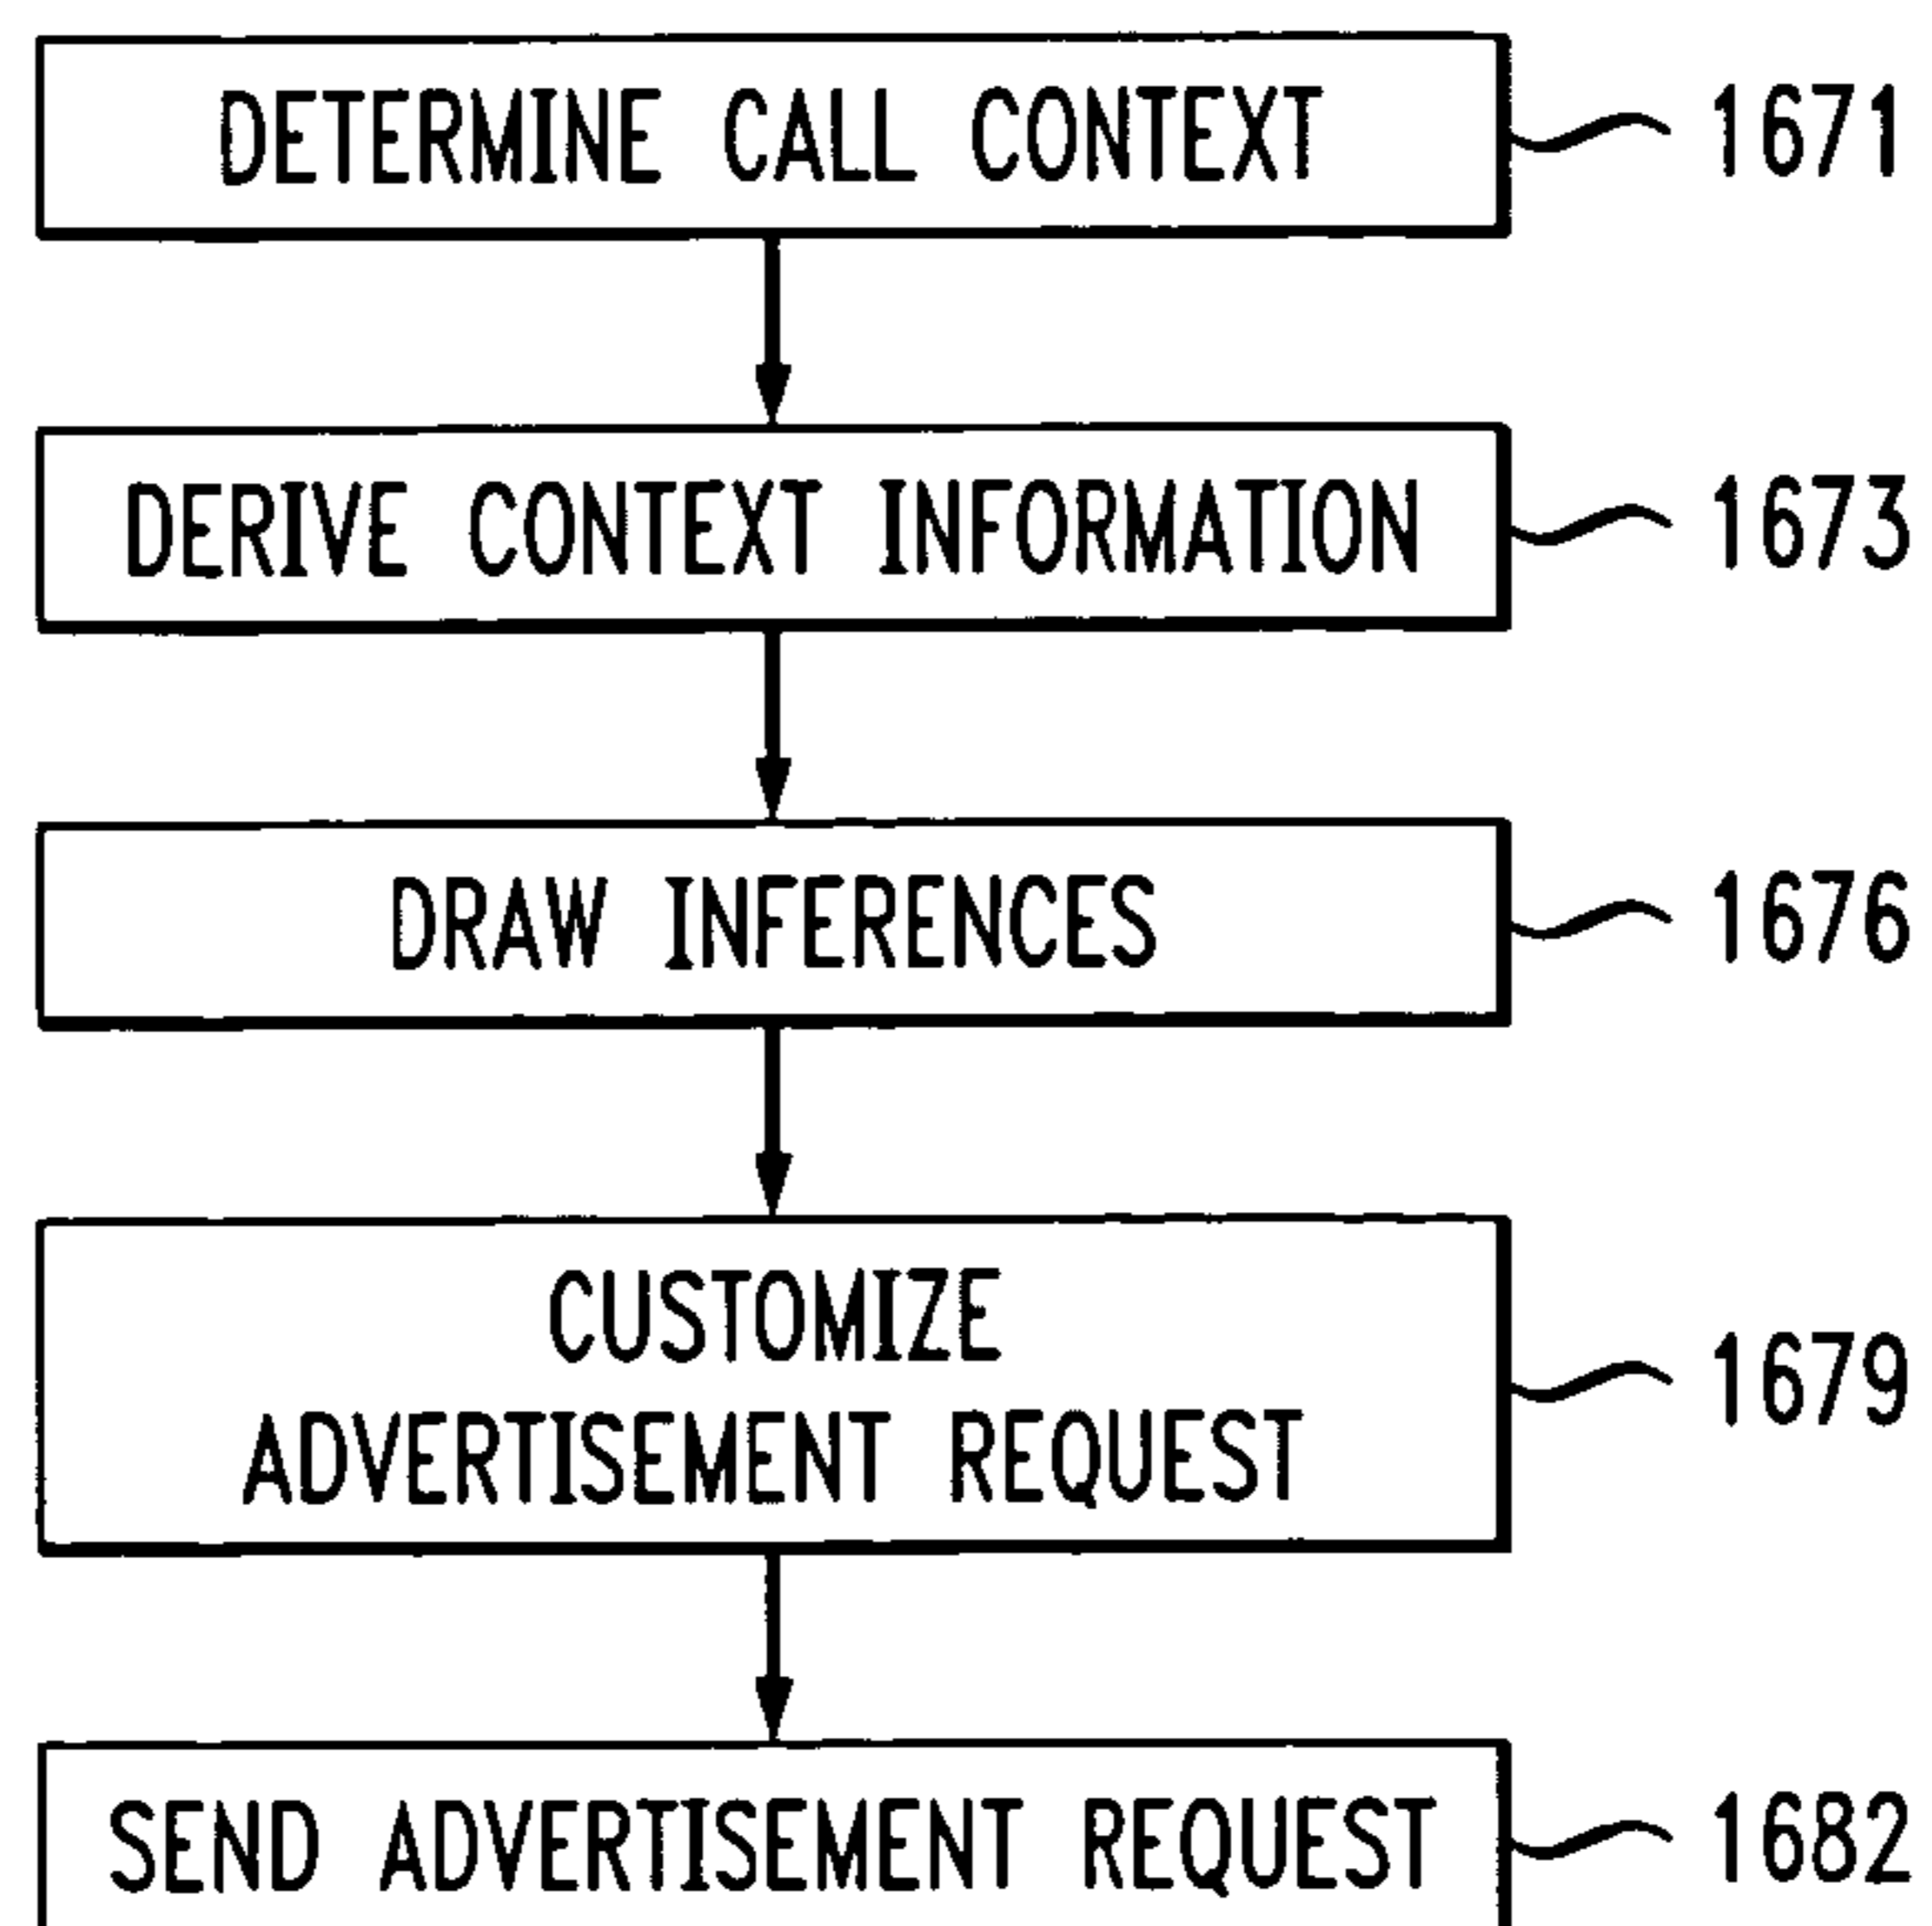 DETERMINE CALL CONTEXT 1671
DERIVE CONTEXT INFORMATION 1673
DRAW INFERENCES 1676
CUSTOMIZE
ADVERTISEMENT REQUEST 1679
SEND ADVERTISEMENT REQUEST 1682